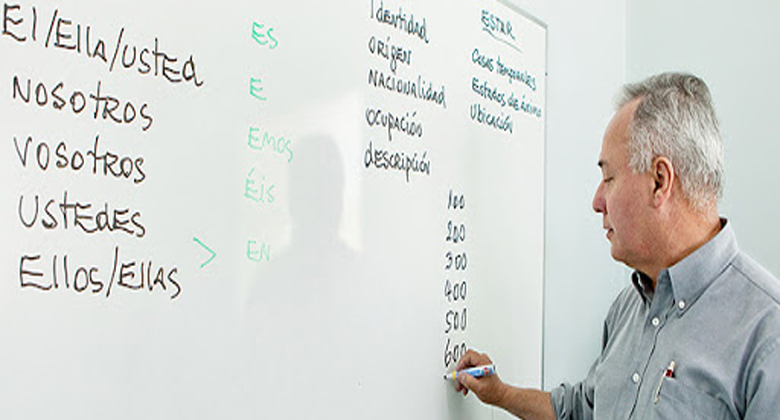 El/Ella/Usted
NOSOTROS
VOSOTROS
USTEDES
Ellos/Ellas >
ES
E
EMOS
ÉIS
EN
Identidad
Orígen
Nacionalidad
Ocupación
descripción
100
200
300
400
500
600
ESTAR
Cosas temporales
Estados de ánimo
Ubicación